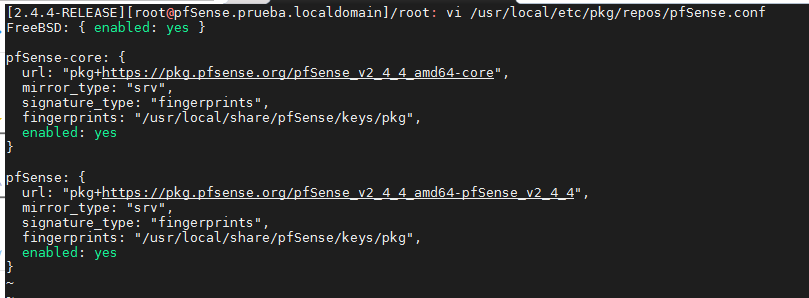 [2.4.4-RELEASE][root@pfSense.prueba.localdomain]/root: vi /usr/local/etc/pkg/repos/pfSense.conf
FreeBSD: { enabled: yes }
pfSense-core: {
url: "pkg+https://pkg.pfsense.org/pfSense_v2_4_4_amd64-core",
mirror_type: "srv",
signature_type: "fingerprints",
fingerprints: "/usr/local/share/pfSense/keys/pkg",
enabled: yes
}
pfSense: {
url: "pkg+https://pkg.pfsense.org/pfSense_v2_4_4_amd64-pfSense_v2_4_4",
mirror_type: "srv",
signature_type: "fingerprints",
fingerprints: "/usr/local/share/pfSense/keys/pkg",
enabled: yes
}
~
~